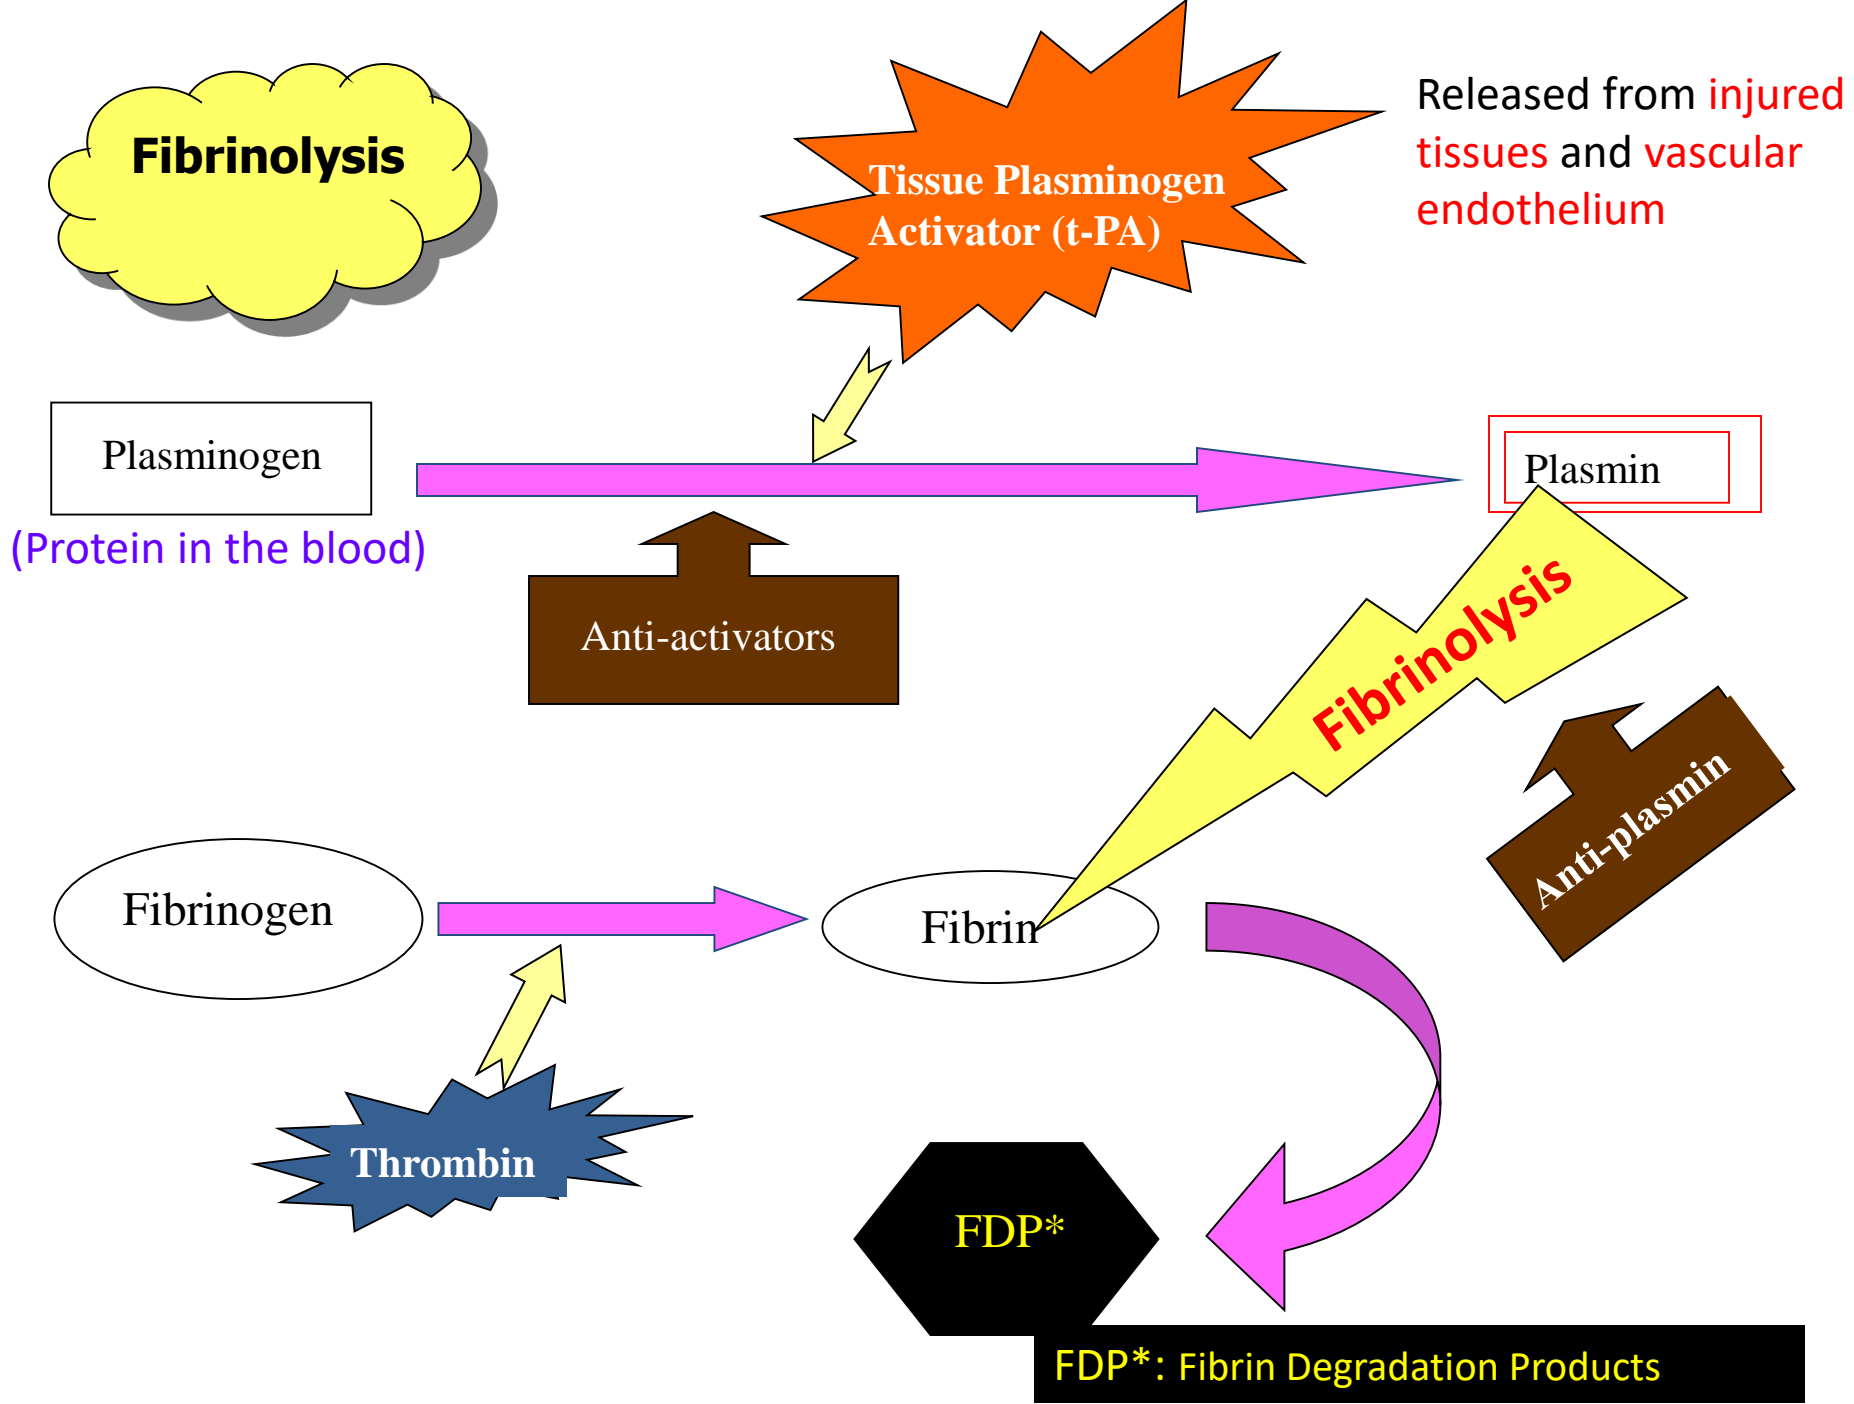 Fibrinolysis
Tissue Plasminogen
Activator (t-PA)
Released from injured
tissues and vascular
endothelium
Plasminogen
(Protein in the blood)
Plasmin
Anti-activators
Fibrinolysis
Anti-plasmin
Fibrinogen
Fibrin
Thrombin
FDP*
FDP*: Fibrin Degradation Products